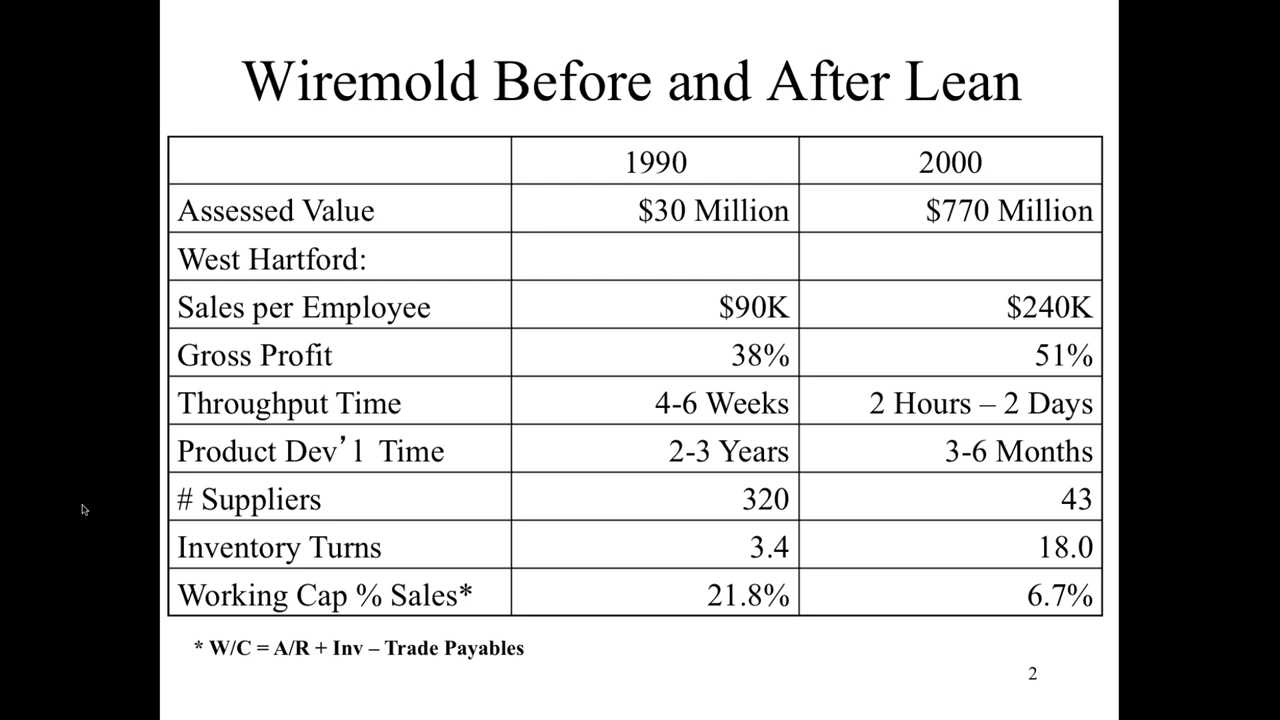 Wiremold Before and After Lean
1990 2000
Assessed Value $30 Million $770 Million
West Hartford:
Sales per Employee $90K $240K
Gross Profit 38% 51%
Throughput Time 4-6 Weeks 2 Hours – 2 Days
Product Dev’l Time 2-3 Years 3-6 Months
# Suppliers 320 43
Inventory Turns 3.4 18.0
Working Cap % Sales* 21.8% 6.7%
* W/C = A/R + Inv – Trade Payables
2